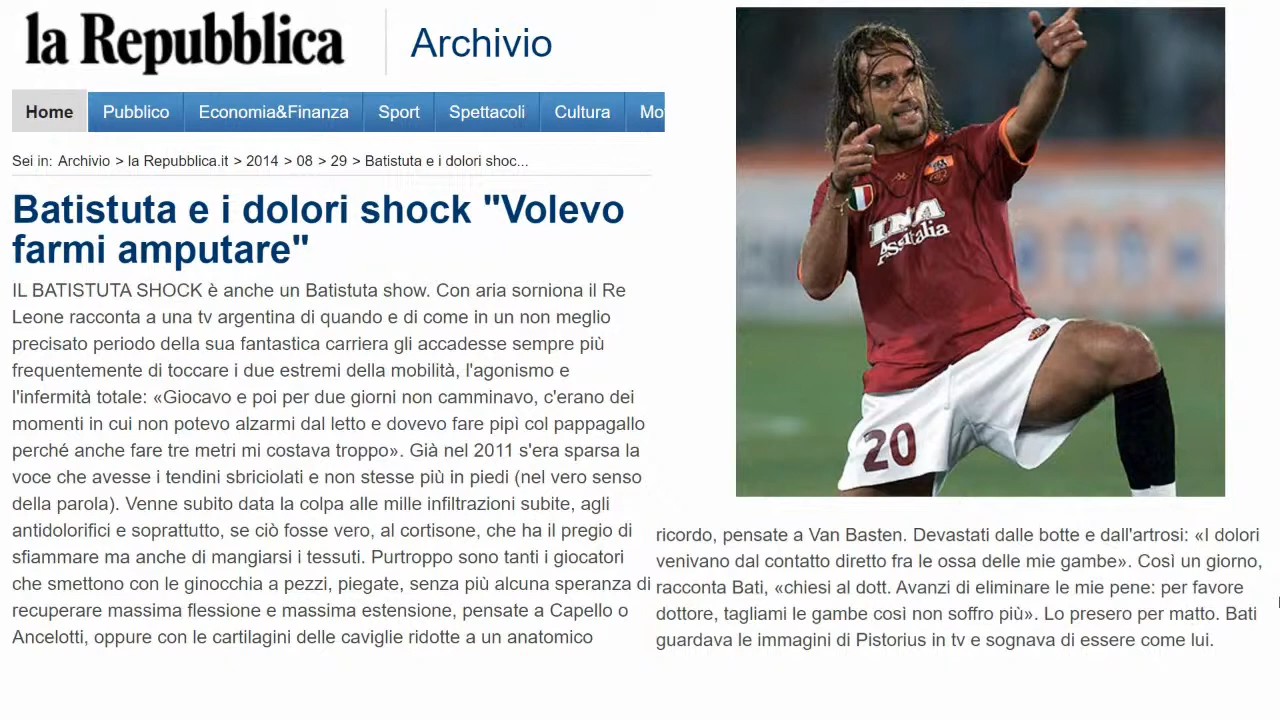 la Repubblica
Archivio
Home Pubblico Economia&Finanza Sport Spettacoli Cultura Mo
Sei in: Archivio > la Repubblica.it > 2014 > 08 > 29 > Batistuta e i dolori shoc...
Batistuta e i dolori shock "Volevo
farmi amputare"
IL BATISTUTA SHOCK è anche un Batistuta show. Con aria sorniona il Re
Leone racconta a una tv argentina di quando e di come in un non meglio
precisato periodo della sua fantastica carriera gli accadesse sempre più
frequentemente di toccare i due estremi della mobilità, l'agonismo e
l'infermità totale: «Giocavo e poi per due giorni non camminavo, c'erano dei
momenti in cui non potevo alzarmi dal letto e dovevo fare pipì col pappagallo
perché anche fare tre metri mi costava troppo». Già nel 2011 s'era sparsa la
voce che avesse i tendini sbriciolati e non stesse più in piedi (nel vero senso
della parola). Venne subito data la colpa alle mille infiltrazioni subite, agli
antidolorifici e soprattutto, se ciò fosse vero, al cortisone, che ha il pregio di
sfiammare ma anche di mangiarsi i tessuti. Purtroppo sono tanti i giocatori
che smettono con le ginocchia a pezzi, piegate, senza più alcuna speranza di
recuperare massima flessione e massima estensione, pensate a Capello o
Ancelotti, oppure con le cartilagini delle caviglie ridotte a un anatomico
INA
Assitalia
20
ricordo, pensate a Van Basten. Devastati dalle botte e dall'artrosi: «I dolori
venivano dal contatto diretto fra le ossa delle mie gambe». Così un giorno,
racconta Bati, «chiesi al dott. Avanzi di eliminare le mie pene: per favore
dottore, tagliami le gambe così non soffro più». Lo presero per matto. Bati
guardava le immagini di Pistorius in tv e sognava di essere come lui.